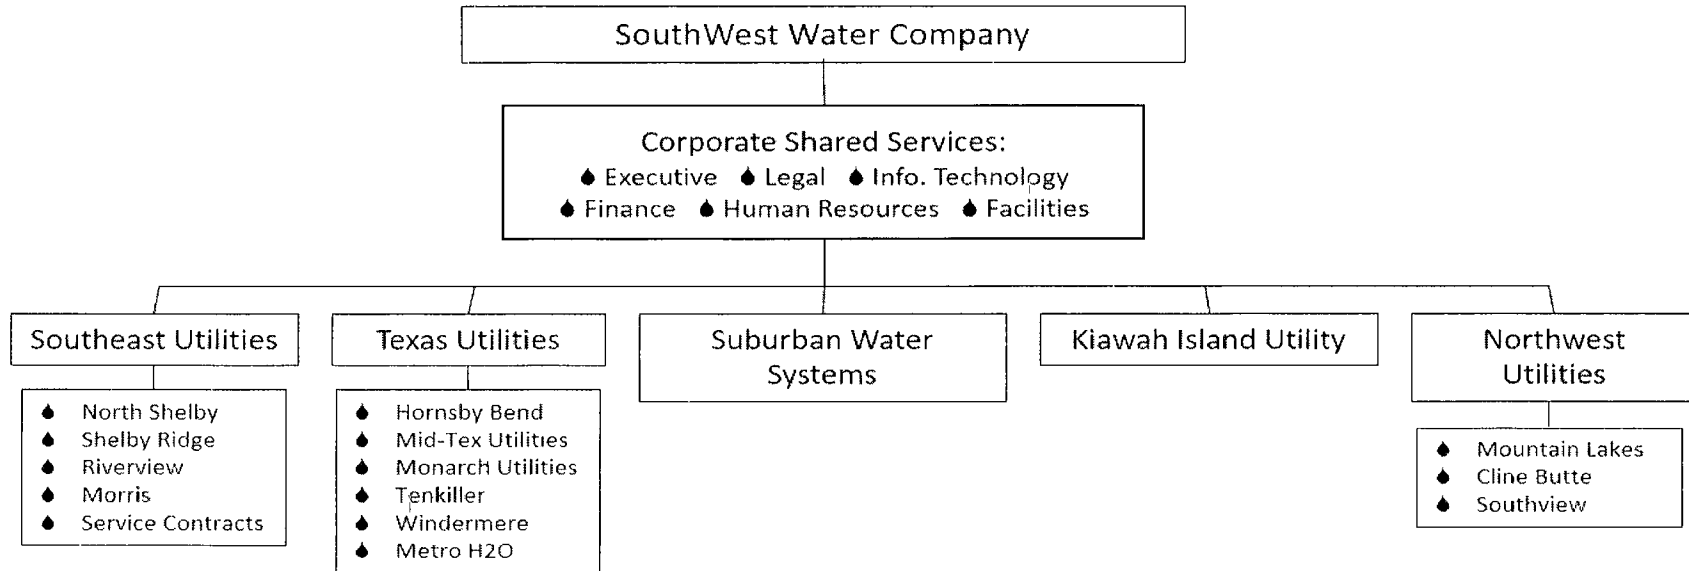 SouthWest Water Company
Corporate Shared Services:
Executive Legal Info. Technology
Finance Human Resources Facilities
Southeast Utilities
North Shelby
Shelby Ridge
Riverview
Morris
Service Contracts
Texas Utilities
Hornsby Bend
Mid-Tex Utilities
Monarch Utilities
Tenkiller
Windermere
Metro H2O
Suburban Water
Systems
Kiawah Island Utility
Northwest
Utilities
Mountain Lakes
Cline Butte
Southview